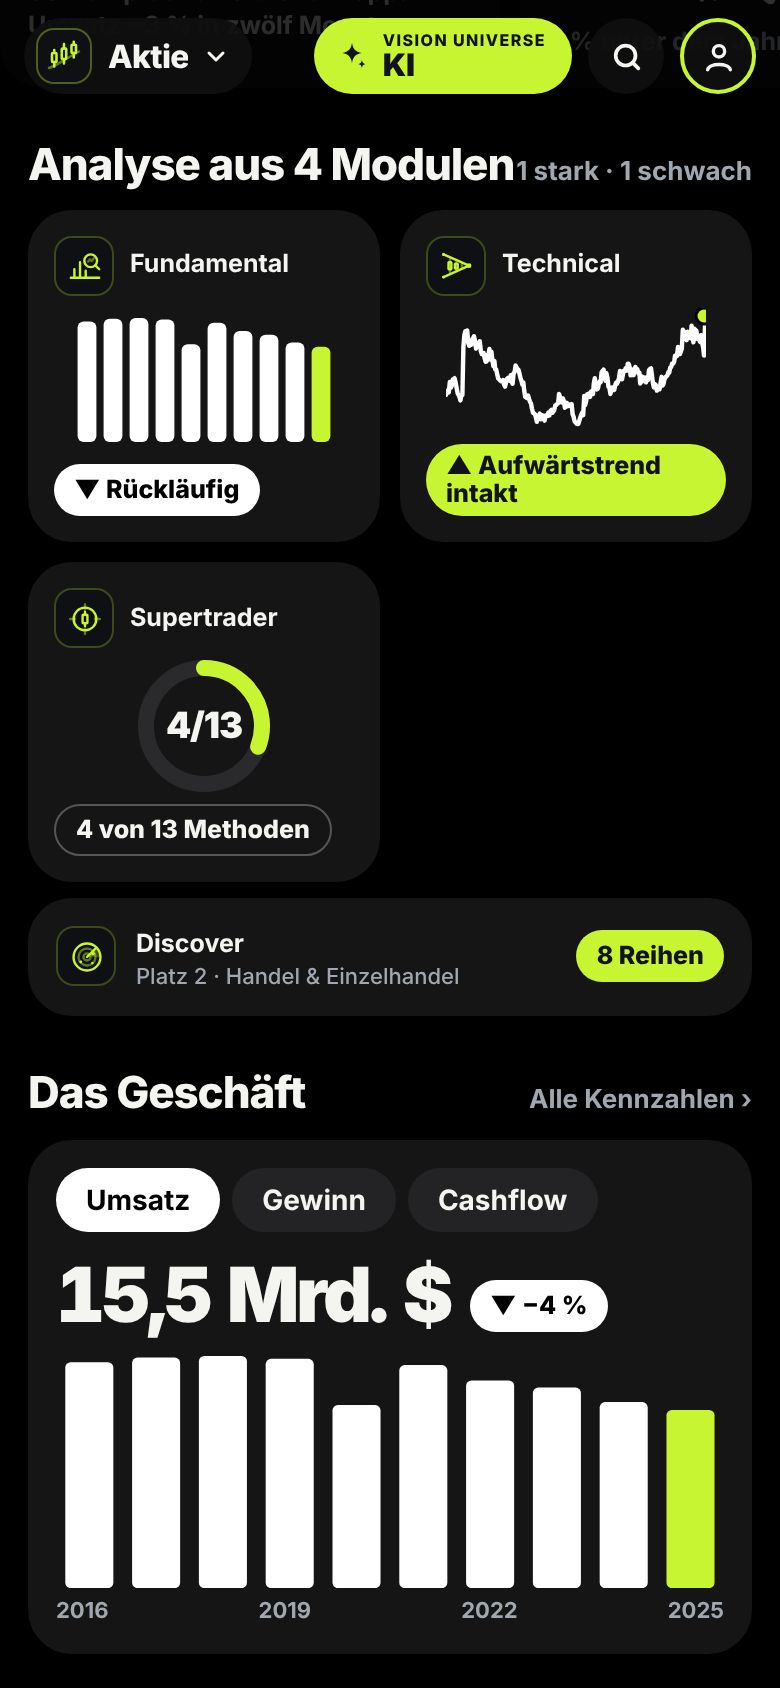 Aktie
VISION UNIVERSE
KI
Analyse aus 4 Modulen
1 stark · 1 schwach
Fundamental
▼ Rückläufig
Technical
▲ Aufwärtstrend
intakt
Supertrader
4/13
4 von 13 Methoden
Discover
Platz 2 · Handel & Einzelhandel
8 Reihen
Das Geschäft
Alle Kennzahlen ›
Umsatz
Gewinn
Cashflow
15,5 Mrd. $
▼ −4 %
2016
2019
2022
2025